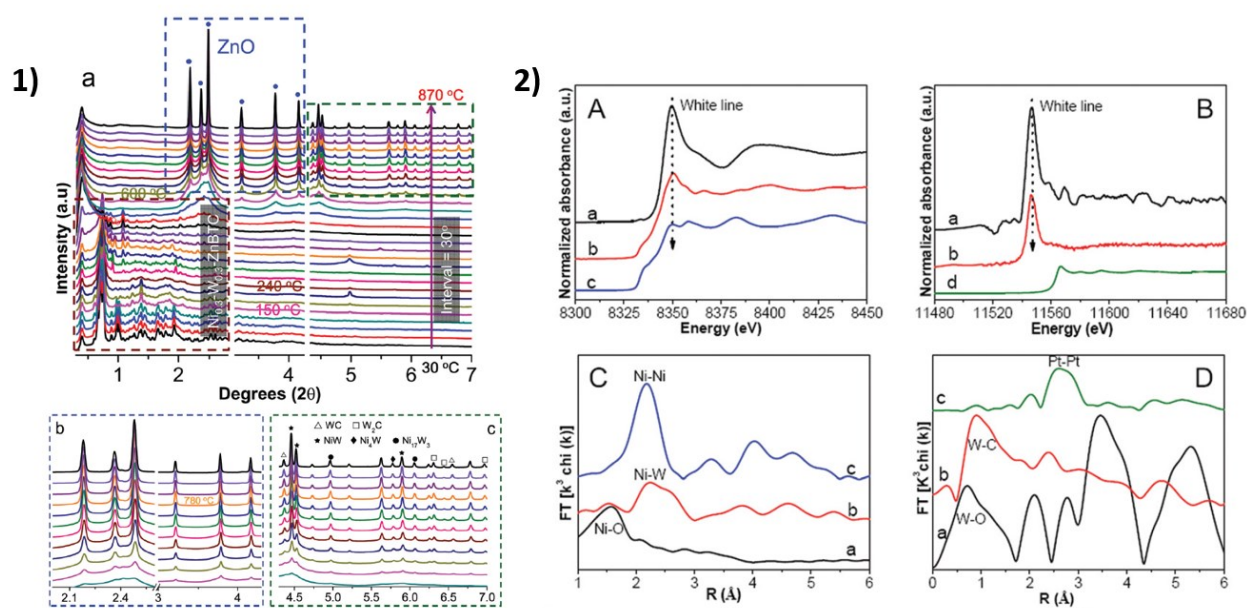 1)
a
ZnO
870 °C
600 °C
240 °C
150 °C
Interval = 30°
30 °C
Intensity (a.u)
1 2 3 4 5 6 7
Degrees (2θ)
b
780 °C
2.1 2.4 3 4
c
△ WC □ W₂C
★ NiW ◆ Ni₄W ● Ni₁₇W₃
4.5 5.0 5.5 6.0 6.5 7.0
2)
A
White line
a
b
c
Normalized absorbance (a.u.)
8300 8325 8350 8375 8400 8425 8450
Energy (eV)
B
White line
a
b
d
Normalized absorbance (a.u.)
11480 11520 11560 11600 11640 11680
Energy (eV)
C
Ni-Ni
c
Ni-W
b
Ni-O
a
FT [k³ chi (k)]
1 2 3 4 5 6
R (Å)
D
Pt-Pt
c
W-C
b
W-O
a
FT [K³chi (k)]
0 1 2 3 4 5 6
R (Å)